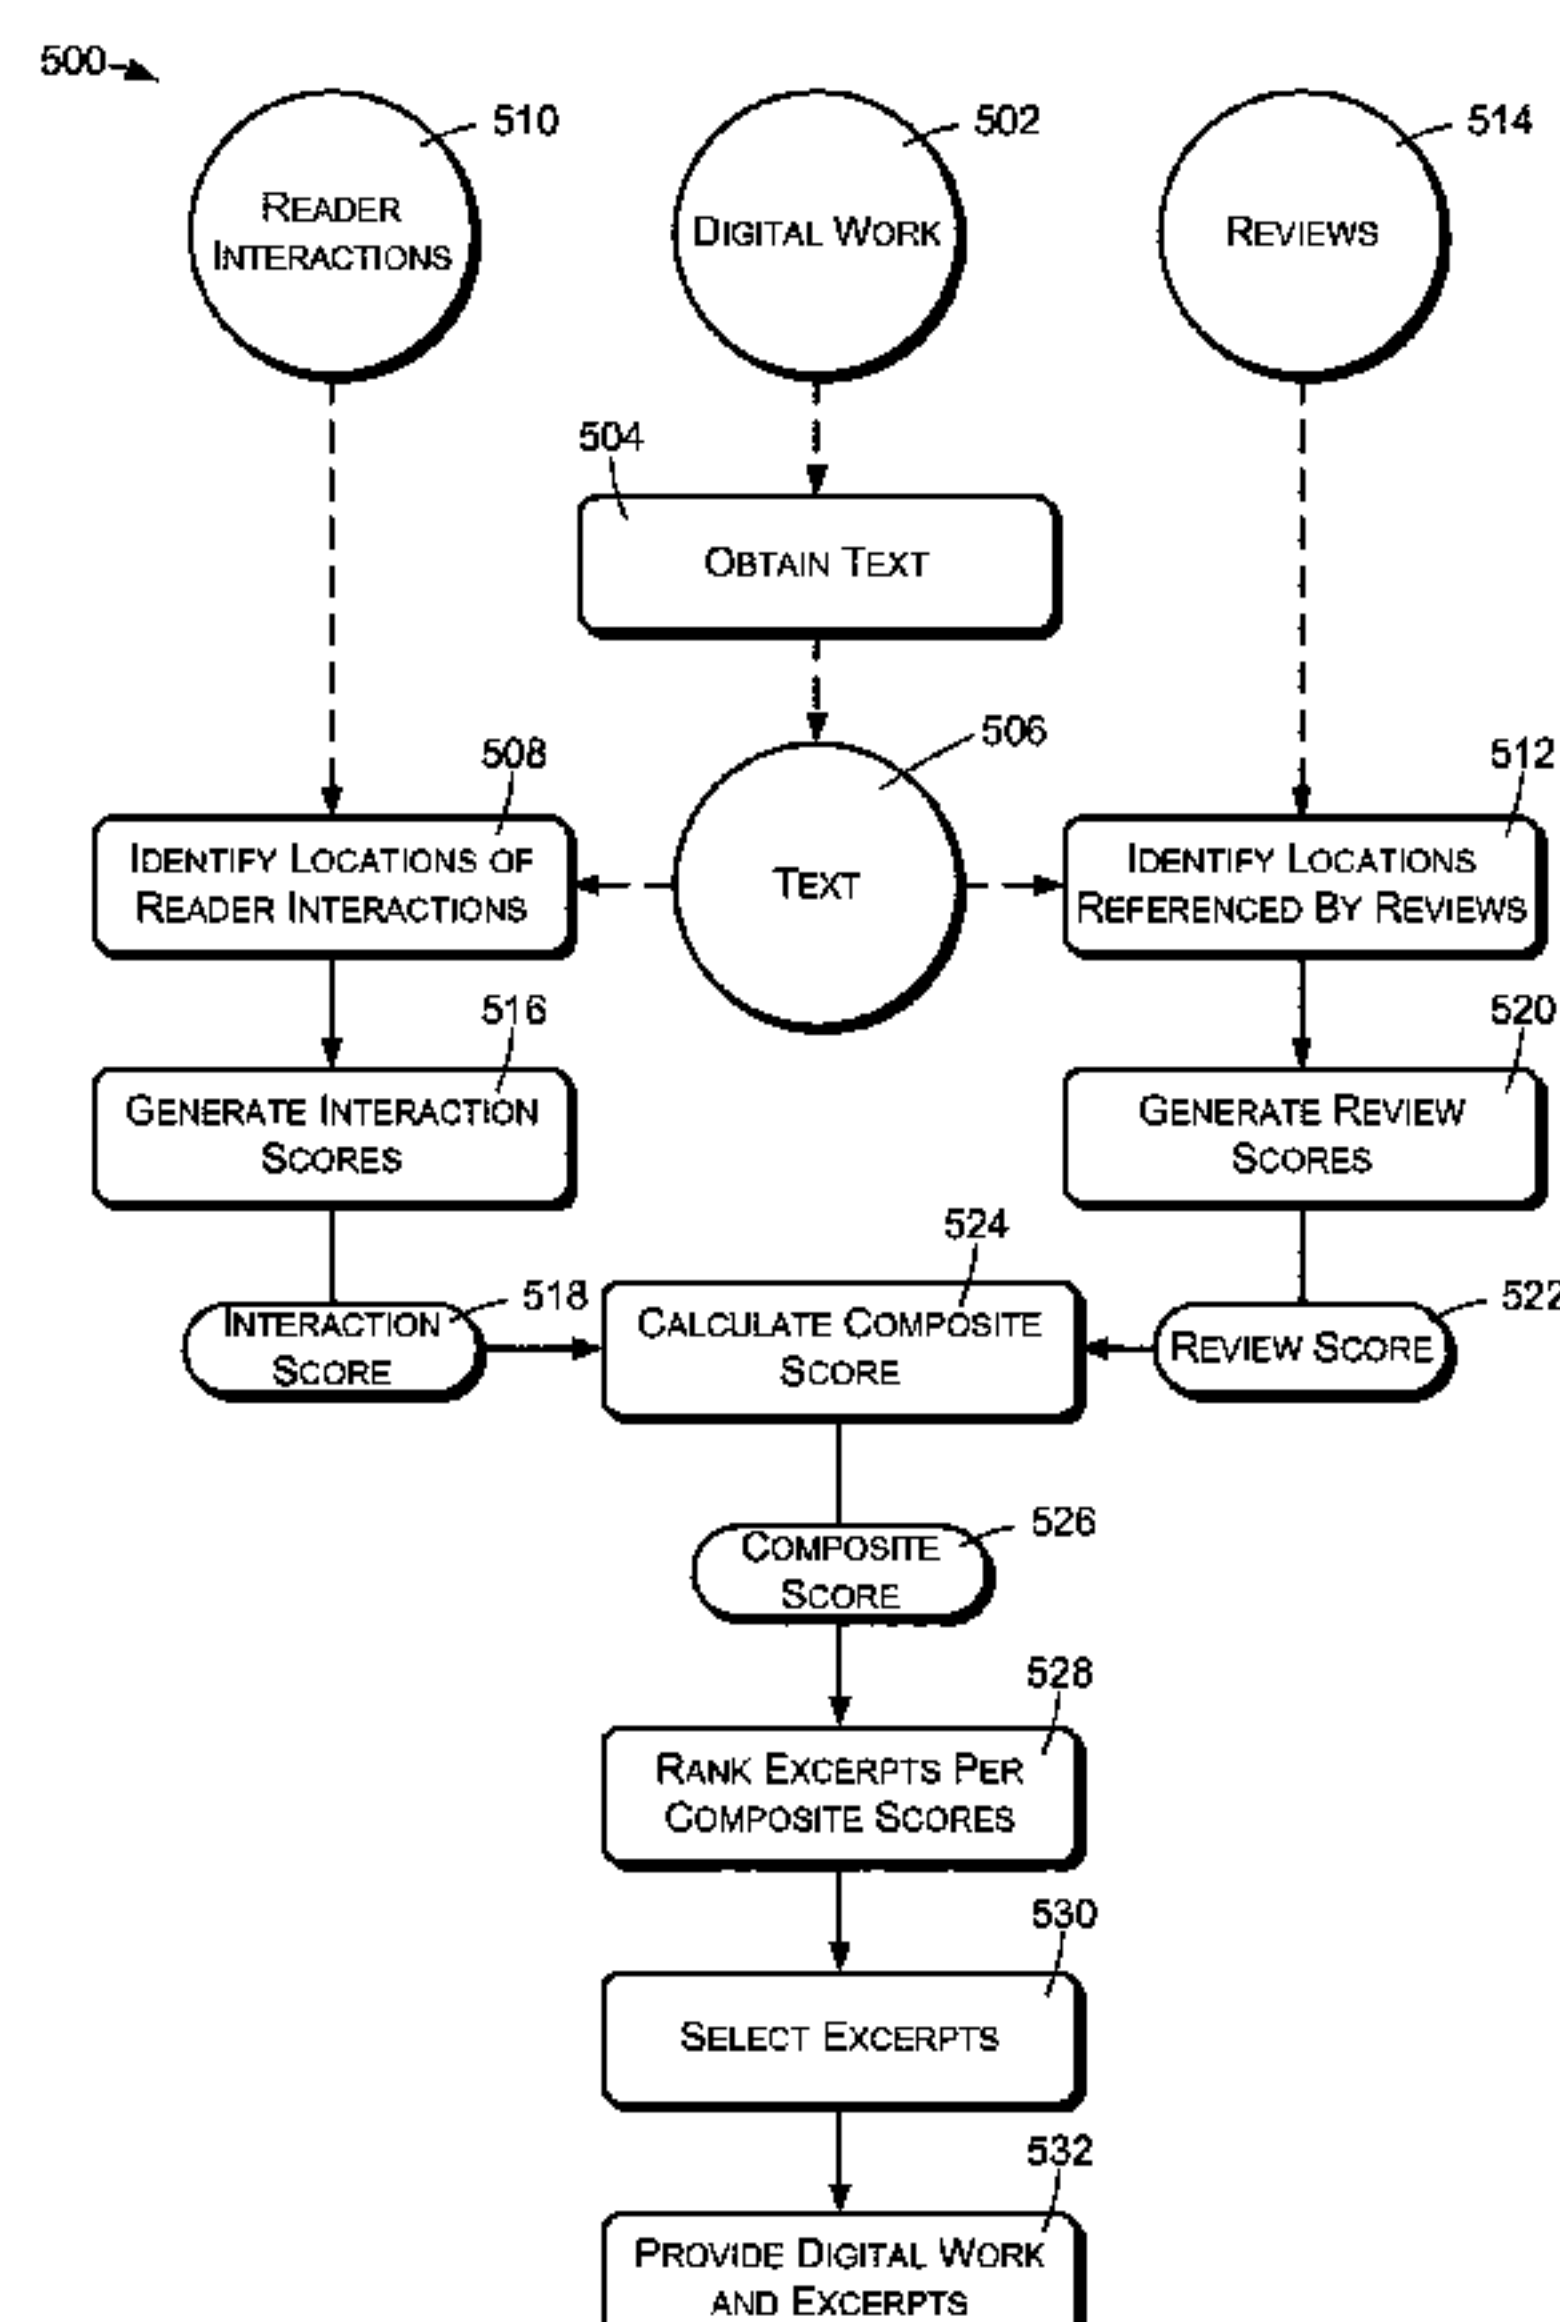 500
510
502
514
READER
INTERACTIONS
DIGITAL WORK
REVIEWS
504
OBTAIN TEXT
506
508
512
IDENTIFY LOCATIONS OF
READER INTERACTIONS
TEXT
IDENTIFY LOCATIONS
REFERENCED BY REVIEWS
516
520
GENERATE INTERACTION
SCORES
GENERATE REVIEW
SCORES
524
518
522
INTERACTION
SCORE
CALCULATE COMPOSITE
SCORE
REVIEW SCORE
526
COMPOSITE
SCORE
528
RANK EXCERPTS PER
COMPOSITE SCORES
530
SELECT EXCERPTS
532
PROVIDE DIGITAL WORK
AND EXCERPTS